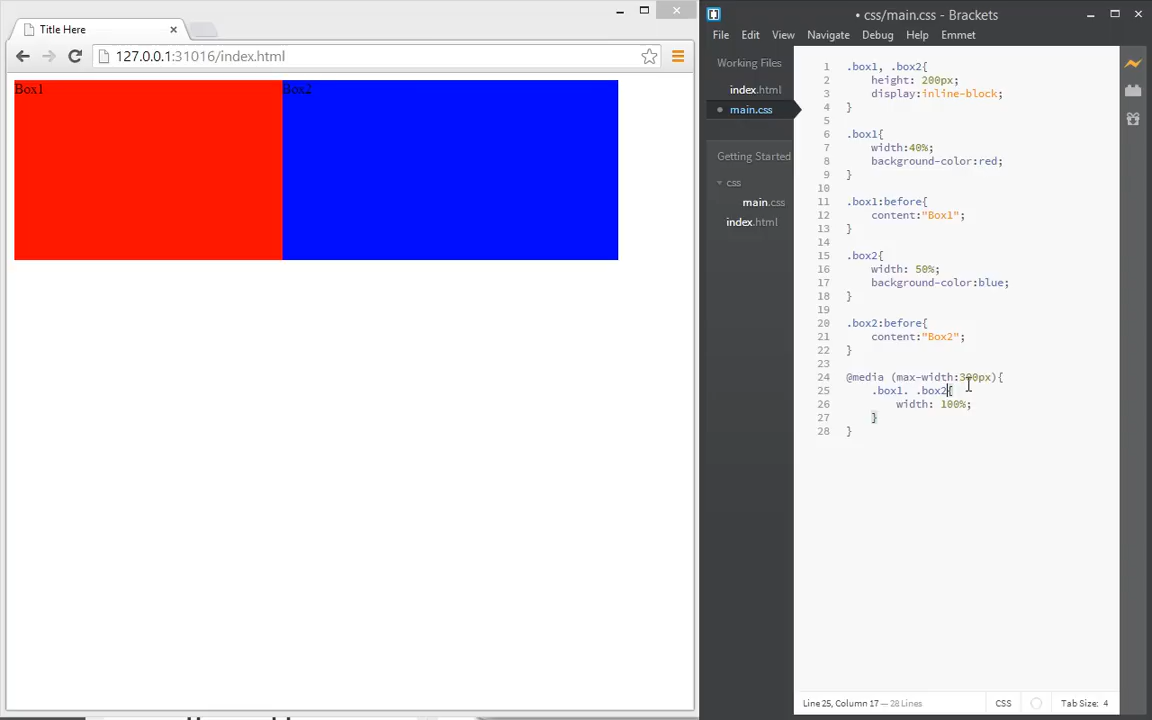 Title Here
127.0.0.1:31016/index.html
Box1
Box2
• css/main.css - Brackets
File Edit View Navigate Debug Help Emmet
Working Files
index.html
main.css
Getting Started
css
main.css
index.html
1 .box1, .box2{
2 height: 200px;
3 display:inline-block;
4 }
5
6 .box1{
7 width:40%;
8 background-color:red;
9 }
10
11 .box1:before{
12 content:"Box1";
13 }
14
15 .box2{
16 width: 50%;
17 background-color:blue;
18 }
19
20 .box2:before{
21 content:"Box2";
22 }
23
24 @media (max-width:300px){
25 .box1. .box2{
26 width: 100%;
27 }
28 }
Line 25, Column 17 — 28 Lines
CSS
Tab Size: 4